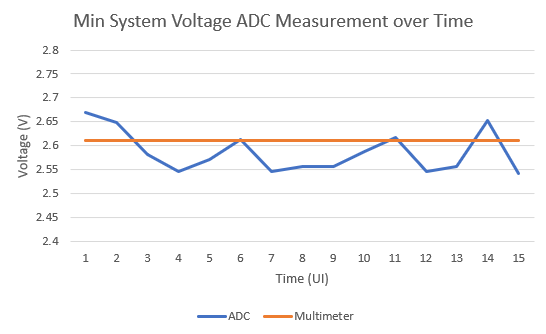 Min System Voltage ADC Measurement over Time
2.8
2.75
2.7
2.65
2.6
2.55
2.5
2.45
2.4
Voltage (V)
1 2 3 4 5 6 7 8 9 10 11 12 13 14 15
Time (UI)
ADC Multimeter